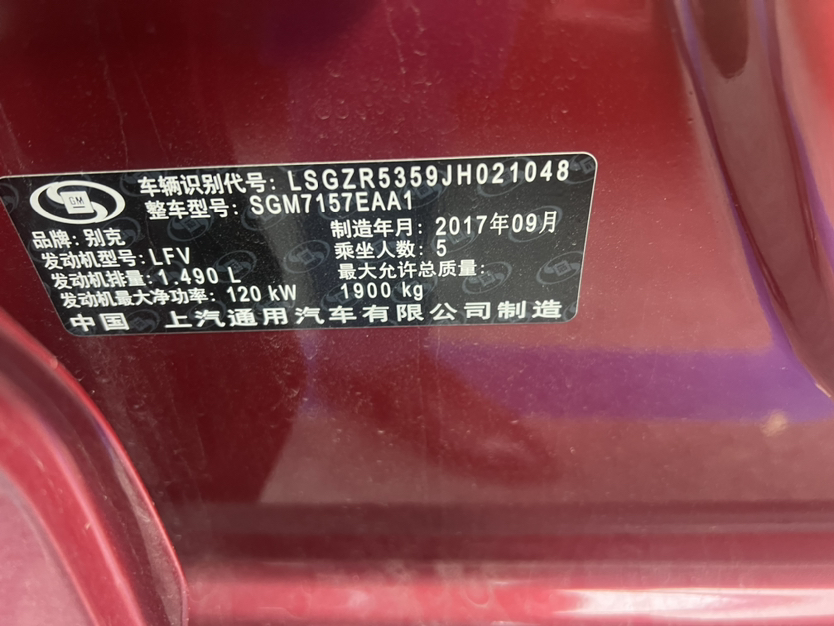 GM
车辆识别代号: LSGZR5359JH021048
整车型号: SGM7157EAA1
品牌: 别克 制造年月: 2017年09月
发动机型号: LFV 乘坐人数: 5
发动机排量: 1.490 L 最大允许总质量:
发动机最大净功率: 120 kW 1900 kg
中国 上汽通用汽车有限公司制造